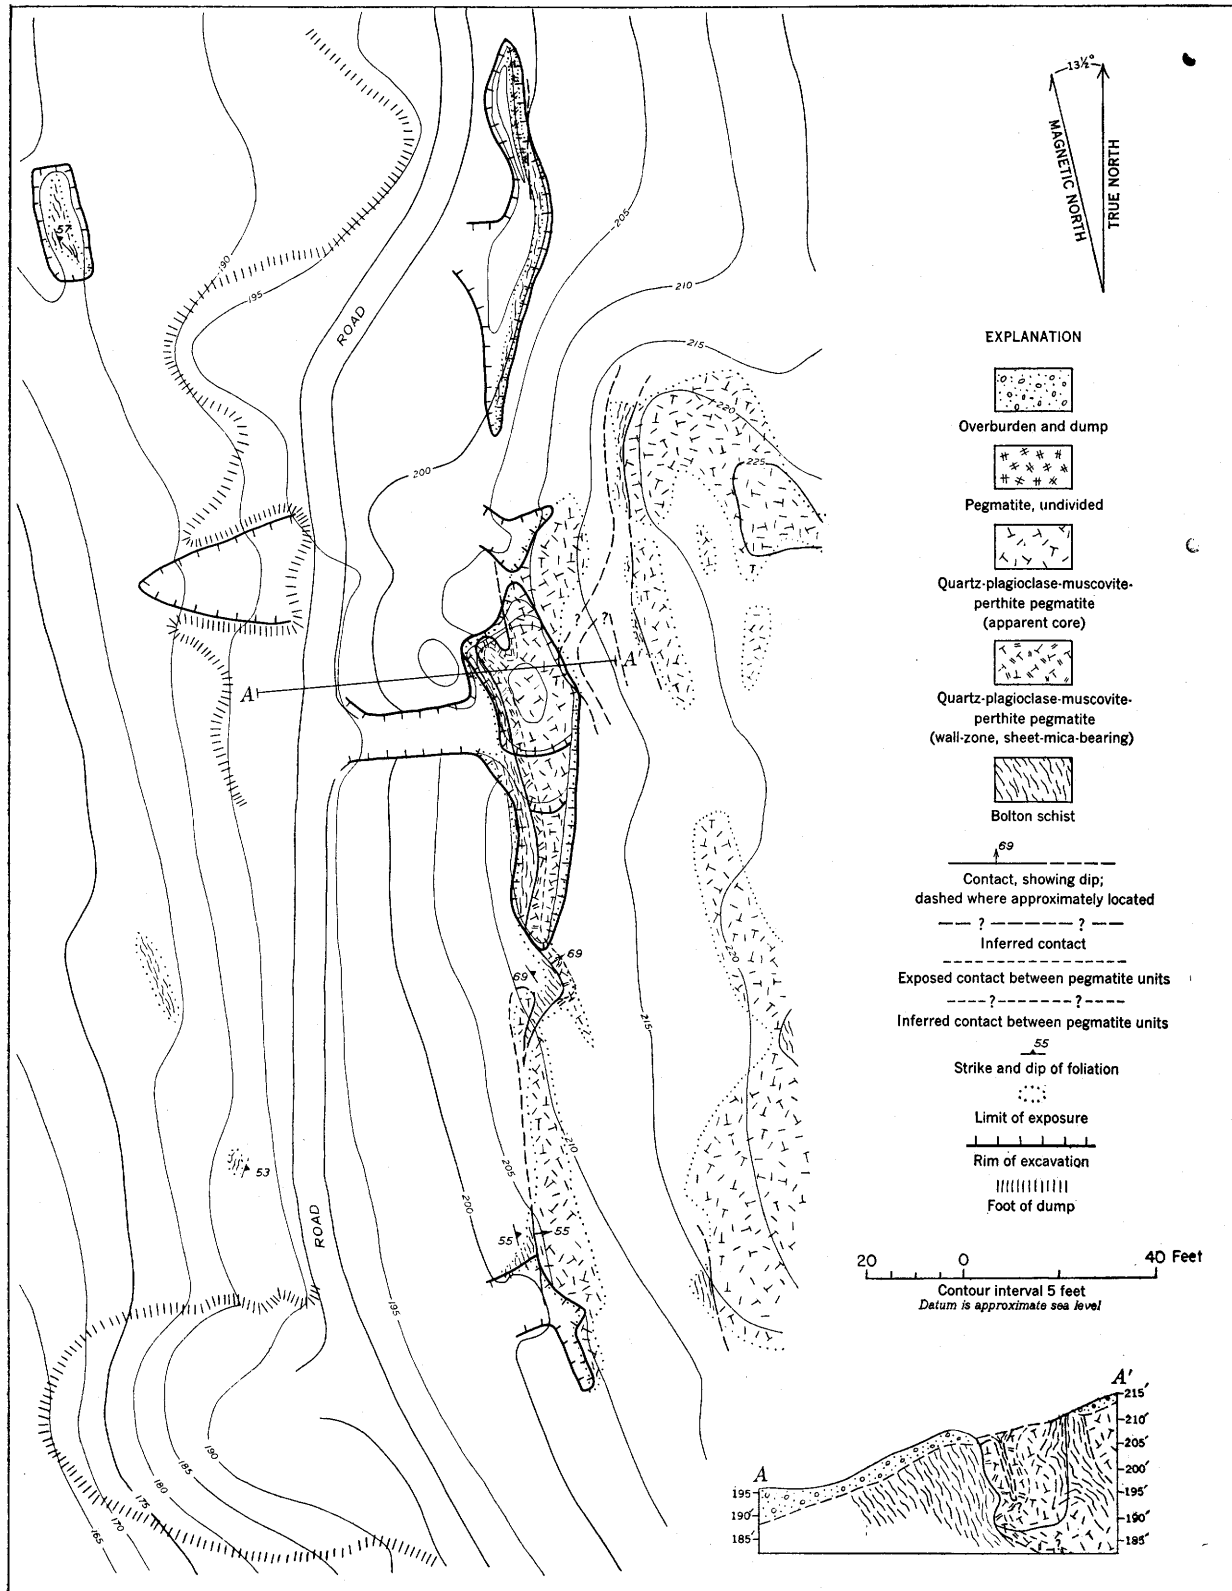 13½°
MAGNETIC NORTH
TRUE NORTH
205
57
190
195
ROAD
210
215
220
200
225
EXPLANATION
Overburden and dump
Pegmatite, undivided
Quartz-plagioclase-muscovite-
perthite pegmatite
(apparent core)
Quartz-plagioclase-muscovite-
perthite pegmatite
(wall-zone, sheet-mica-bearing)
Bolton schist
69
Contact, showing dip;
dashed where approximately located
? ?
Inferred contact
Exposed contact between pegmatite units
? ?
Inferred contact between pegmatite units
55
Strike and dip of foliation
Limit of exposure
Rim of excavation
Foot of dump
? ?
A A'
69
69
220
215
210
53
205
200
ROAD
55 55
195
20 0 40 Feet
Contour interval 5 feet
Datum is approximate sea level
190
185
180
175
170
165
A'
215'
210'
205'
200'
195'
190'
185'
A
195'
190'
185'
?
?